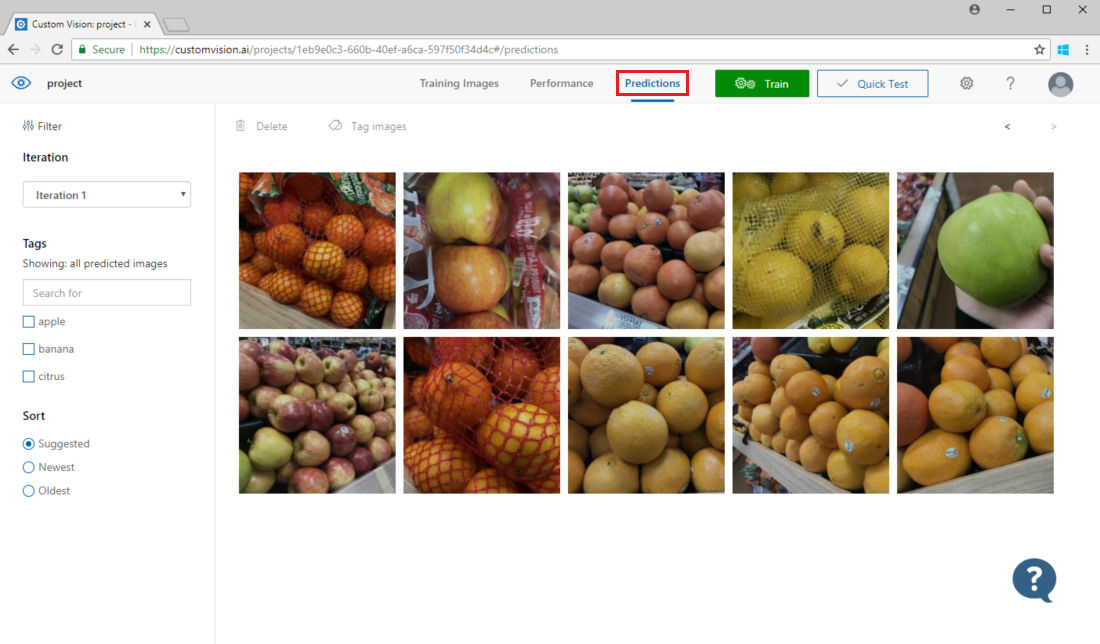 Custom Vision: project -
Secure
https://customvision.ai/projects/1eb9e0c3-660b-40ef-a6ca-597f50f34d4c#/predictions
project
Training Images
Performance
Predictions
Train
Quick Test
?
Filter
Delete
Tag images
<
>
Iteration
Iteration 1
Tags
Showing: all predicted images
Search for
apple
banana
citrus
Sort
Suggested
Newest
Oldest
?